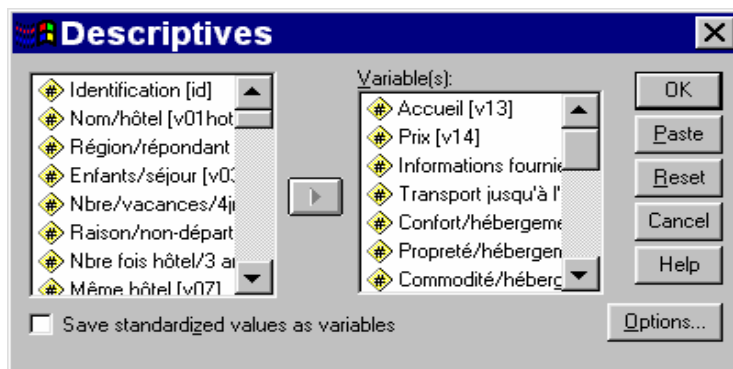 Descriptives
Identification [id]
Nom/hôtel [v01hot
Région/répondant
Enfants/séjour [v03
Nbre/vacances/4j
Raison/non-départ
Nbre fois hôtel/3 a
Même hôtel [v07]
Save standardized values as variables
Variable(s):
Accueil [v13]
Prix [v14]
Informations fournie
Transport jusqu'à l'
Confort/hébergeme
Propreté/hébergem
Commodité/héberg
OK
Paste
Reset
Cancel
Help
Options...